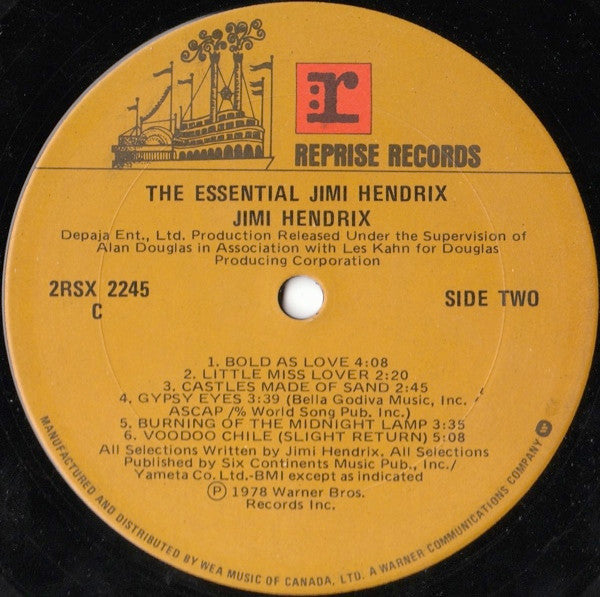 r
REPRISE RECORDS
THE ESSENTIAL JIMI HENDRIX
JIMI HENDRIX
Depaja Ent., Ltd. Production Released Under the Supervision of
Alan Douglas in Association with Les Kahn for Douglas
Producing Corporation
2RSX 2245
C
SIDE TWO
1. BOLD AS LOVE 4:08
2. LITTLE MISS LOVER 2:20
3. CASTLES MADE OF SAND 2:45
4. GYPSY EYES 3:39 (Bella Godiva Music, Inc.
ASCAP /% World Song Pub. Inc.)
5. BURNING OF THE MIDNIGHT LAMP 3:35
6. VOODOO CHILE (SLIGHT RETURN) 5:08
All Selections Written by Jimi Hendrix. All Selections
Published by Six Continents Music Pub., Inc./
Yameta Co. Ltd.-BMI except as indicated
Ⓟ 1978 Warner Bros.
Records Inc.
MANUFACTURED AND DISTRIBUTED BY WEA MUSIC OF CANADA, LTD. A WARNER COMMUNICATIONS COMPANY